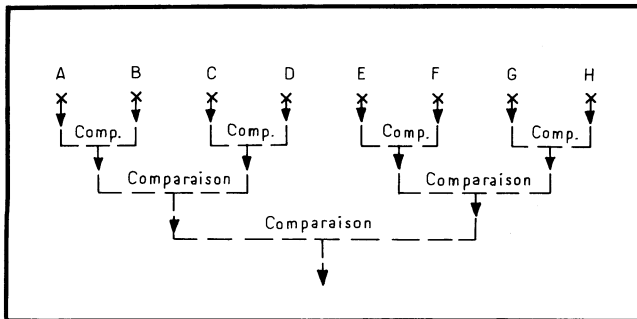 A B C D E F G H
Comp. Comp. Comp. Comp.
Comparaison Comparaison
Comparaison